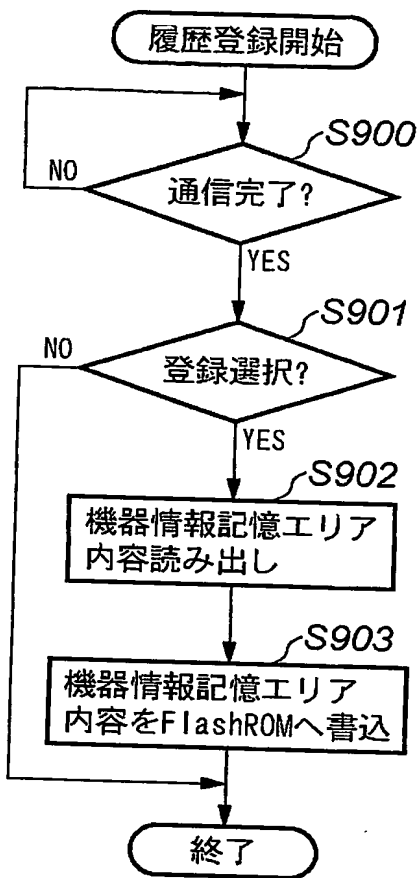 履歴登録開始
S900
通信完了?
NO
YES
S901
登録選択?
NO
YES
S902
機器情報記憶エリア
内容読み出し
S903
機器情報記憶エリア
内容をFlashROMへ書込
終了